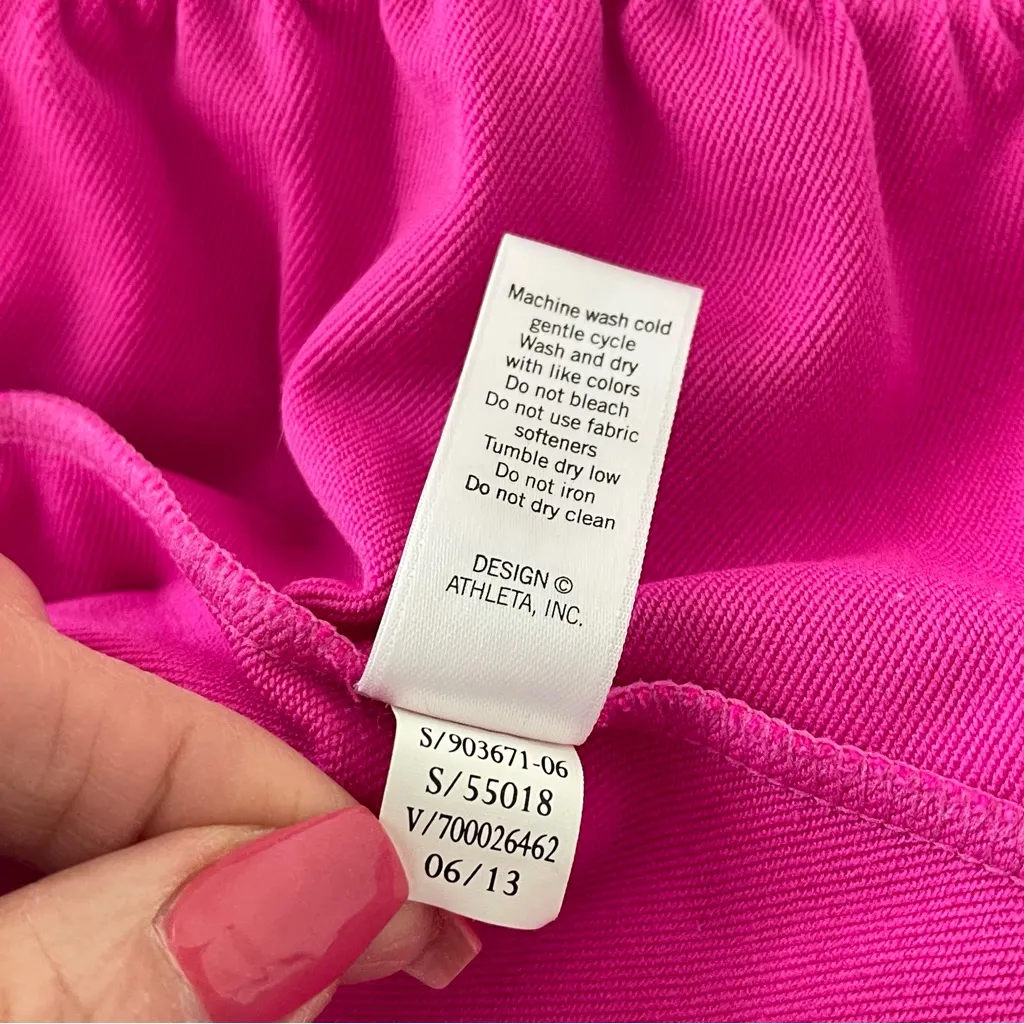 Machine wash cold
gentle cycle
Wash and dry
with like colors
Do not bleach
Do not use fabric
softeners
Tumble dry low
Do not iron
Do not dry clean
DESIGN ©
ATHLETA, INC.
S/903671-06
S/55018
V/700026462
06/13